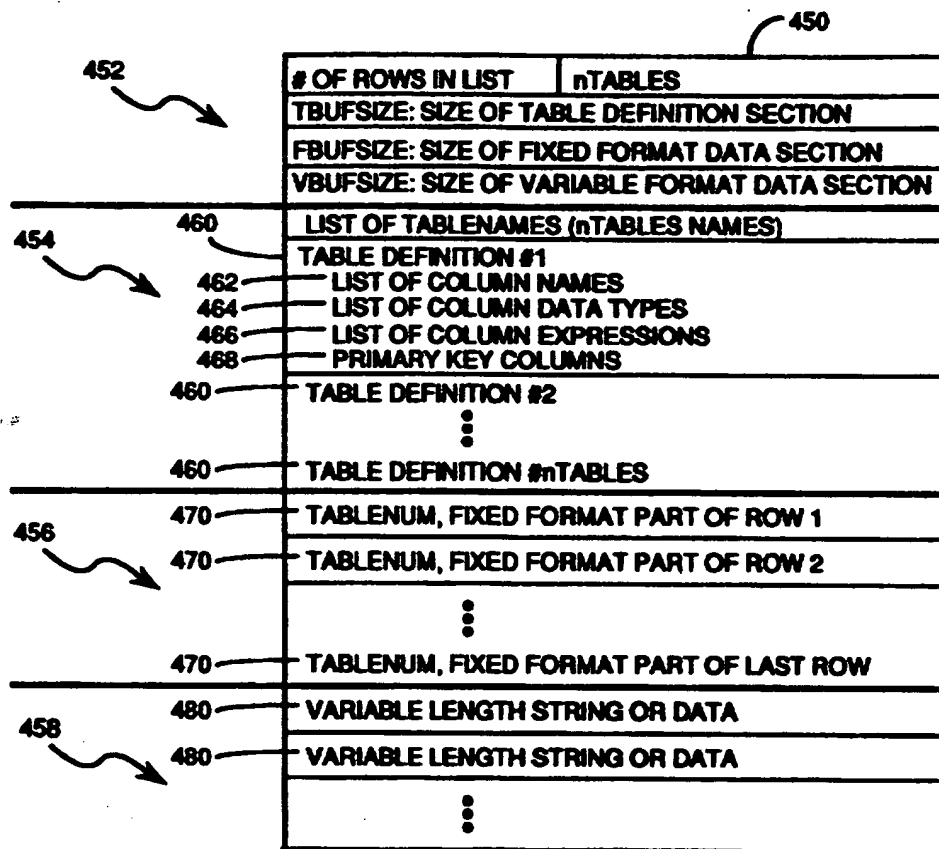 450
452
# OF ROWS IN LIST nTABLES
TBUFSIZE: SIZE OF TABLE DEFINITION SECTION
FBUFSIZE: SIZE OF FIXED FORMAT DATA SECTION
VBUFSIZE: SIZE OF VARIABLE FORMAT DATA SECTION
454
460 LIST OF TABLENAMES (nTABLES NAMES)
TABLE DEFINITION #1
462 LIST OF COLUMN NAMES
464 LIST OF COLUMN DATA TYPES
466 LIST OF COLUMN EXPRESSIONS
468 PRIMARY KEY COLUMNS
460 TABLE DEFINITION #2
460 TABLE DEFINITION #nTABLES
456
470 TABLENUM, FIXED FORMAT PART OF ROW 1
470 TABLENUM, FIXED FORMAT PART OF ROW 2
470 TABLENUM, FIXED FORMAT PART OF LAST ROW
458
480 VARIABLE LENGTH STRING OR DATA
480 VARIABLE LENGTH STRING OR DATA